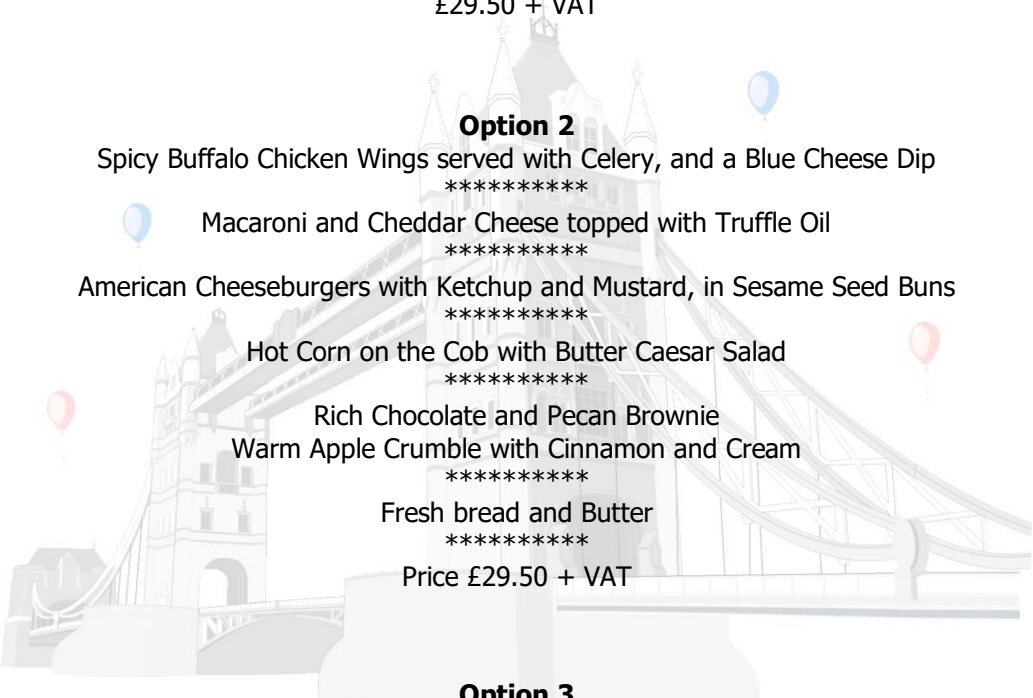 £29.50 + VAT
Option 2
Spicy Buffalo Chicken Wings served with Celery, and a Blue Cheese Dip
**********
Macaroni and Cheddar Cheese topped with Truffle Oil
**********
American Cheeseburgers with Ketchup and Mustard, in Sesame Seed Buns
**********
Hot Corn on the Cob with Butter Caesar Salad
**********
Rich Chocolate and Pecan Brownie
Warm Apple Crumble with Cinnamon and Cream
**********
Fresh bread and Butter
**********
Price £29.50 + VAT
Option 3